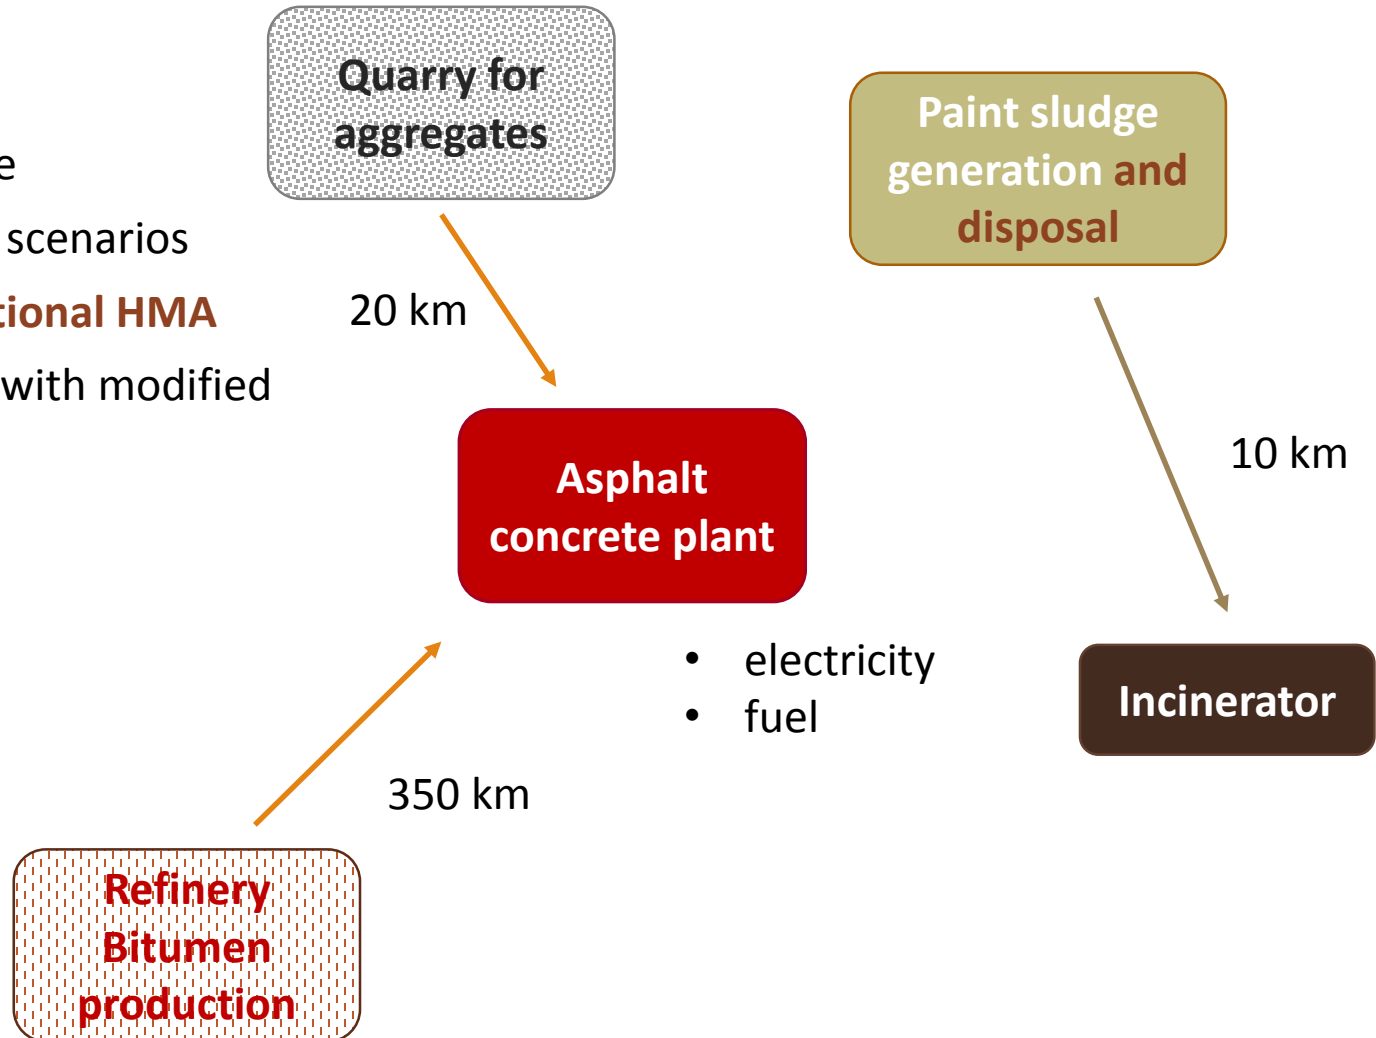 Quarry for
aggregates
Paint sludge
generation and
disposal
e
scenarios
tional HMA
with modified
20 km
10 km
Asphalt
concrete plant
• electricity
• fuel
Incinerator
350 km
Refinery
Bitumen
production